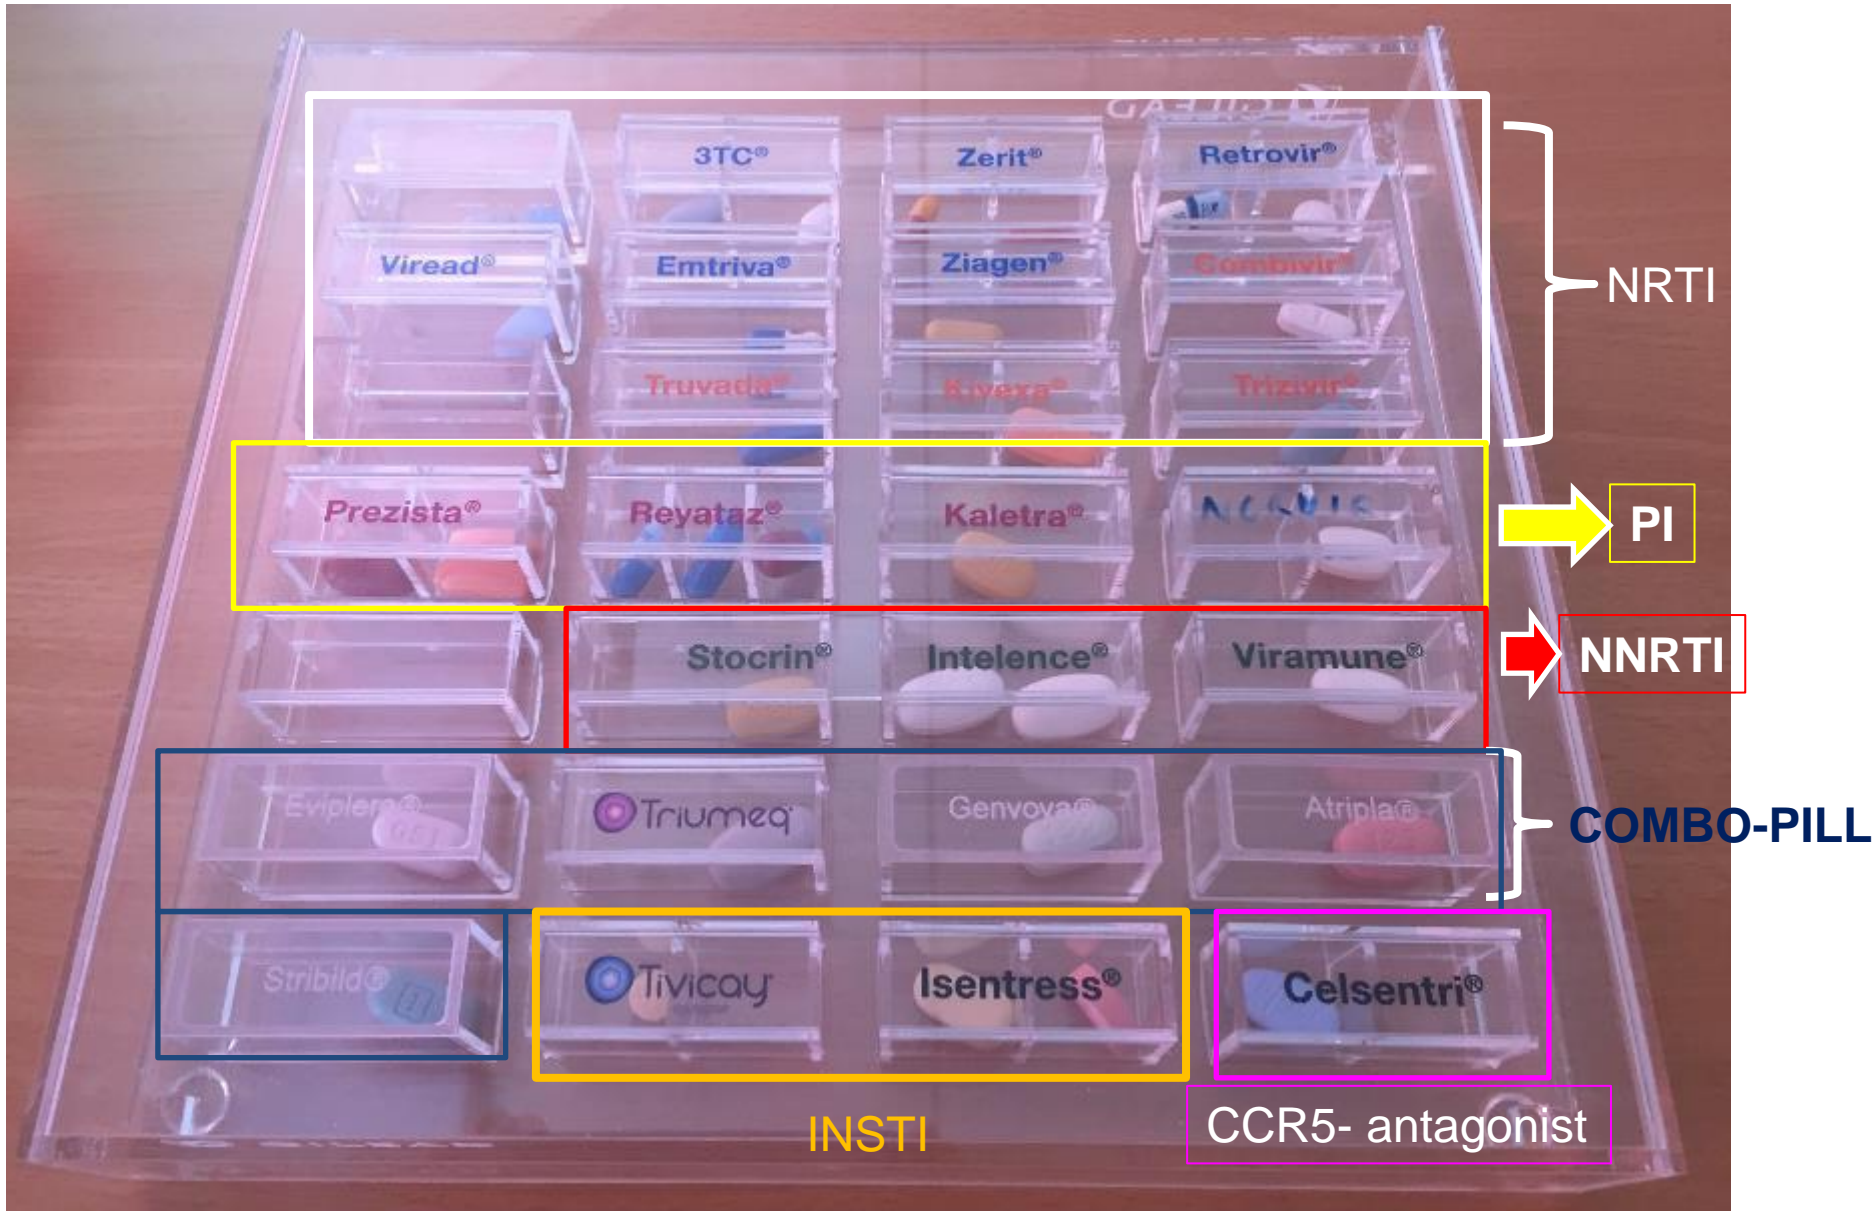 3TC® Zerit® Retrovir®
Viread® Emtriva® Ziagen® Combivir®
NRTI
Truvada® Kivexa® Trizivir®
Prezista® Reyataz® Kaletra®
PI
Stocrin® Intelence® Viramune®
NNRTI
Eviplera® Triumeq Genvoya® Atripla®
COMBO-PILL
Stribild® Tivicay Isentress® Celsentri®
INSTI
CCR5- antagonist